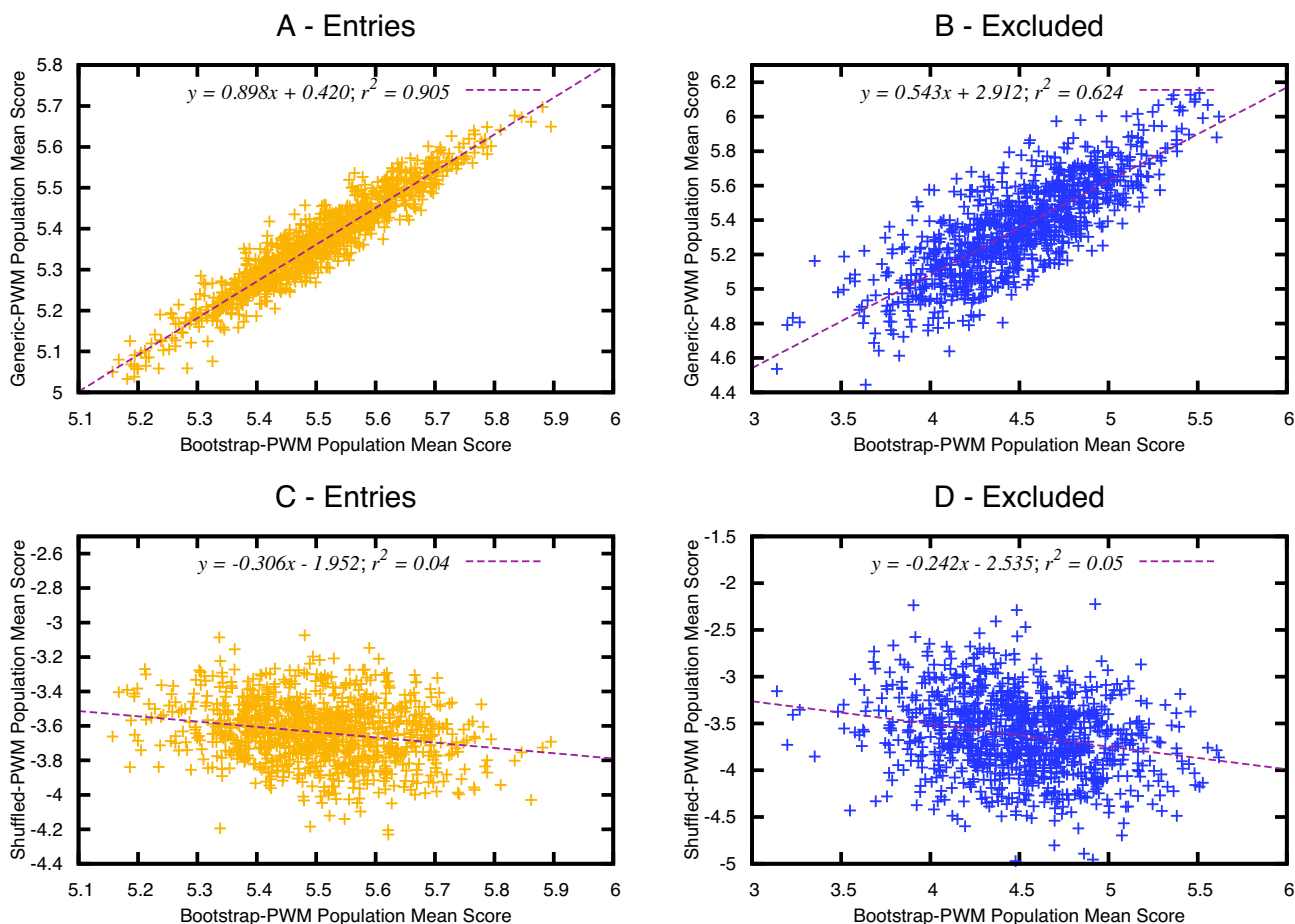 A - Entries
y = 0.898x + 0.420; r² = 0.905
Generic-PWM Population Mean Score
5.8
5.7
5.6
5.5
5.4
5.3
5.2
5.1
5
5.1 5.2 5.3 5.4 5.5 5.6 5.7 5.8 5.9 6
Bootstrap-PWM Population Mean Score
B - Excluded
y = 0.543x + 2.912; r² = 0.624
Generic-PWM Population Mean Score
6.2
6
5.8
5.6
5.4
5.2
5
4.8
4.6
4.4
3 3.5 4 4.5 5 5.5 6
Bootstrap-PWM Population Mean Score
C - Entries
y = -0.306x - 1.952; r² = 0.04
Shuffled-PWM Population Mean Score
-2.6
-2.8
-3
-3.2
-3.4
-3.6
-3.8
-4
-4.2
-4.4
5.1 5.2 5.3 5.4 5.5 5.6 5.7 5.8 5.9 6
Bootstrap-PWM Population Mean Score
D - Excluded
y = -0.242x - 2.535; r² = 0.05
Shuffled-PWM Population Mean Score
-1.5
-2
-2.5
-3
-3.5
-4
-4.5
-5
3 3.5 4 4.5 5 5.5 6
Bootstrap-PWM Population Mean Score